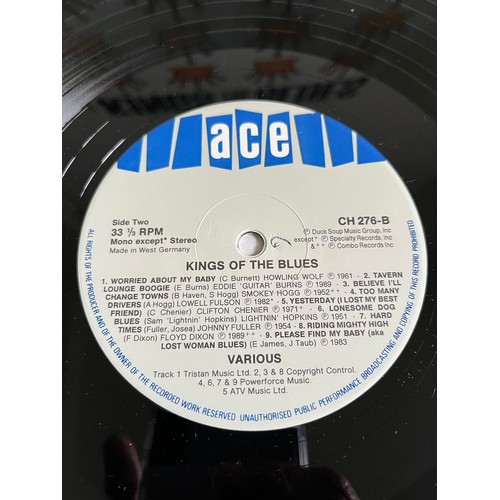 KINGS OF THE BLUES
ace
Side Two
33 ⅓ RPM
Mono except* Stereo
Made in West Germany
CH 276-B
Ⓟ Duck Soup Music Group, Inc
except+ Ⓟ Specialty Records, Inc
&++ Ⓟ Combo Records, Inc
KINGS OF THE BLUES
1. WORRIED ABOUT MY BABY (C Burnett) HOWLING WOLF Ⓟ 1961 · 2. TAVERN
LOUNGE BOOGIE (E Burns) EDDIE 'GUITAR' BURNS Ⓟ 1989 · 3. BELIEVE I'LL
CHANGE TOWNS (B Haven, S Hogg) SMOKEY HOGG Ⓟ 1952++ · 4. TOO MANY
DRIVERS (A Hogg) LOWELL FULSON Ⓟ 1982* · 5. YESTERDAY (I LOST MY BEST
FRIEND) (C Chenier) CLIFTON CHENIER Ⓟ 1971+ · 6. LONESOME DOG
BLUES (Sam 'Lightnin' Hopkins) LIGHTNIN' HOPKINS Ⓟ 1951 · 7. HARD
TIMES (Fuller, Josea) JOHNNY FULLER Ⓟ 1954 · 8. RIDING MIGHTY HIGH
(F Dixon) FLOYD DIXON Ⓟ 1989++ · 9. PLEASE FIND MY BABY (aka
LOST WOMAN BLUES) (E James, J Taub) Ⓟ 1983
VARIOUS
Track 1 Tristan Music Ltd. 2, 3 & 8 Copyright Control.
4, 6, 7 & 9 Powerforce Music.
5 ATV Music Ltd.
ALL RIGHTS OF THE PRODUCER AND OF THE OWNER OF THE RECORDED WORK RESERVED UNAUTHORISED PUBLIC PERFORMANCE BROADCASTING AND COPYING OF THIS RECORD PROHIBITED